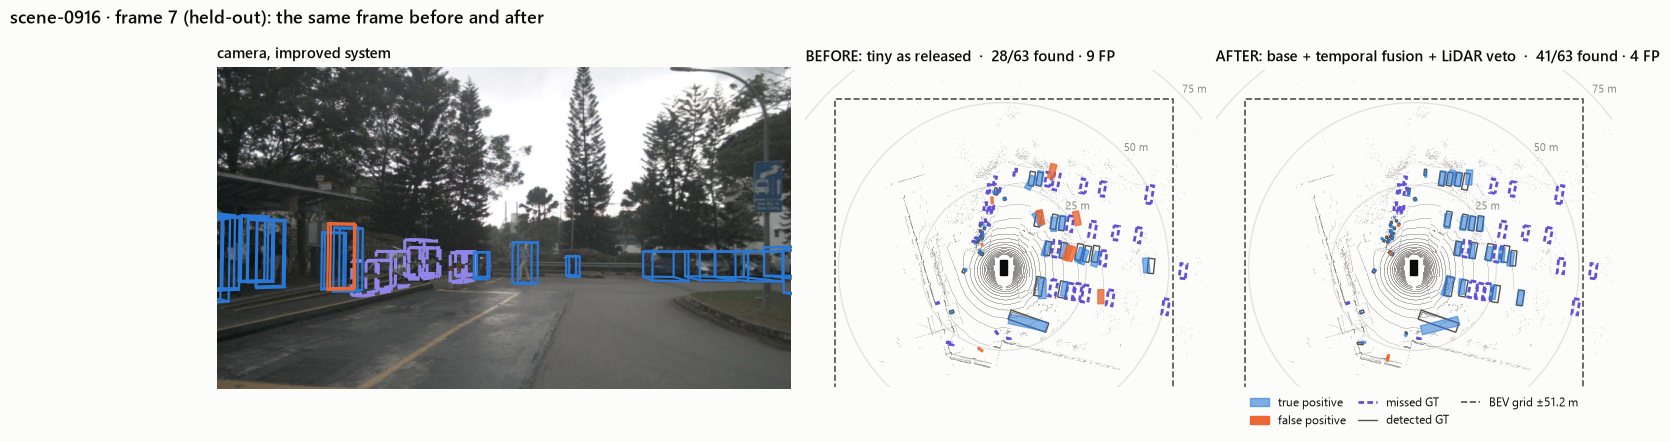 scene-0916 · frame 7 (held-out): the same frame before and after
camera, improved system
BEFORE: tiny as released · 28/63 found · 9 FP
AFTER: base + temporal fusion + LiDAR veto · 41/63 found · 4 FP
75 m
50 m
25 m
75 m
50 m
25 m
true positive
missed GT
BEV grid ±51.2 m
false positive
detected GT